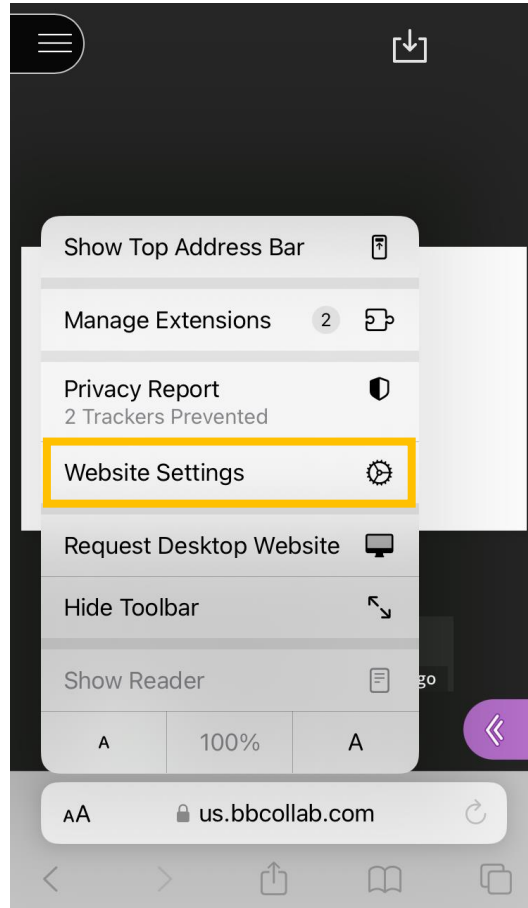 Show Top Address Bar
Manage Extensions 2
Privacy Report
2 Trackers Prevented
Website Settings
Request Desktop Website
Hide Toolbar
Show Reader
go
A 100% A
AA us.bbcollab.com